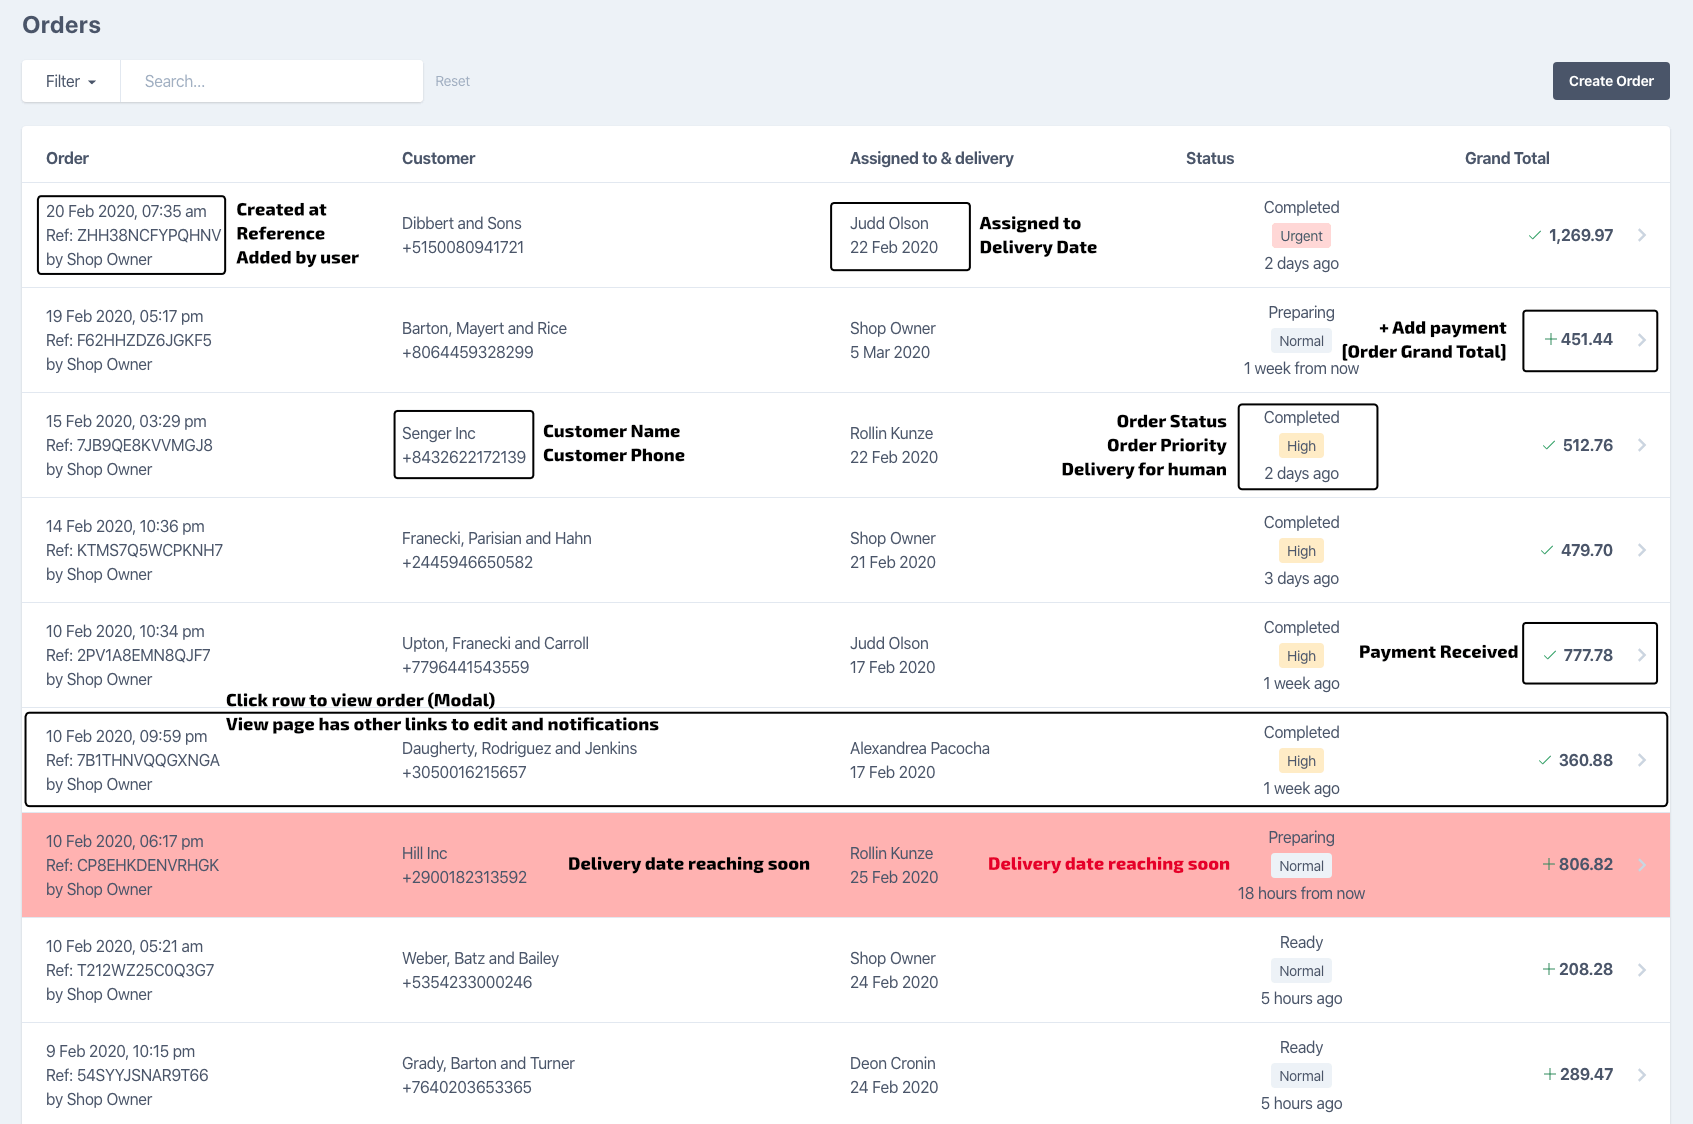 Orders
Filter
Search...
Reset
Create Order
Order Customer Assigned to & delivery Status Grand Total
20 Feb 2020, 07:35 am
Ref: ZHH38NCFYPQHNV
by Shop Owner
Created at
Reference
Added by user
Dibbert and Sons
+5150080941721
Judd Olson
22 Feb 2020
Assigned to
Delivery Date
Completed
Urgent
2 days ago
1,269.97
19 Feb 2020, 05:17 pm
Ref: F62HHZDZ6JGKF5
by Shop Owner
Barton, Mayert and Rice
+8064459328299
Shop Owner
5 Mar 2020
Preparing
Normal
1 week from now
+ Add payment
[Order Grand Total]
+ 451.44
15 Feb 2020, 03:29 pm
Ref: 7JB9QE8KVVMGJ8
by Shop Owner
Senger Inc
+8432622172139
Customer Name
Customer Phone
Rollin Kunze
22 Feb 2020
Order Status
Order Priority
Delivery for human
Completed
High
2 days ago
512.76
14 Feb 2020, 10:36 pm
Ref: KTMS7Q5WCPKNH7
by Shop Owner
Franecki, Parisian and Hahn
+2445946650582
Shop Owner
21 Feb 2020
Completed
High
3 days ago
479.70
10 Feb 2020, 10:34 pm
Ref: 2PV1A8EMN8QJF7
by Shop Owner
Upton, Franecki and Carroll
+7796441543559
Judd Olson
17 Feb 2020
Completed
High
1 week ago
Payment Received
777.78
Click row to view order (Modal)
View page has other links to edit and notifications
10 Feb 2020, 09:59 pm
Ref: 7B1THNVQQGXNGA
by Shop Owner
Daugherty, Rodriguez and Jenkins
+3050016215657
Alexandrea Pacocha
17 Feb 2020
Completed
High
1 week ago
360.88
10 Feb 2020, 06:17 pm
Ref: CP8EHKDENVRHGK
by Shop Owner
Hill Inc
+2900182313592
Delivery date reaching soon
Rollin Kunze
25 Feb 2020
Delivery date reaching soon
Preparing
Normal
18 hours from now
+ 806.82
10 Feb 2020, 05:21 am
Ref: T212WZ25C0Q3G7
by Shop Owner
Weber, Batz and Bailey
+5354233000246
Shop Owner
24 Feb 2020
Ready
Normal
5 hours ago
+ 208.28
9 Feb 2020, 10:15 pm
Ref: 54SYYJSNAR9T66
by Shop Owner
Grady, Barton and Turner
+7640203653365
Deon Cronin
24 Feb 2020
Ready
Normal
5 hours ago
+ 289.47